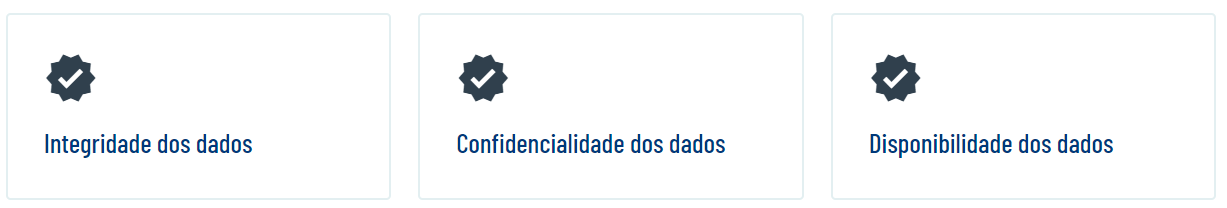 Integridade dos dados
Confidencialidade dos dados
Disponibilidade dos dados